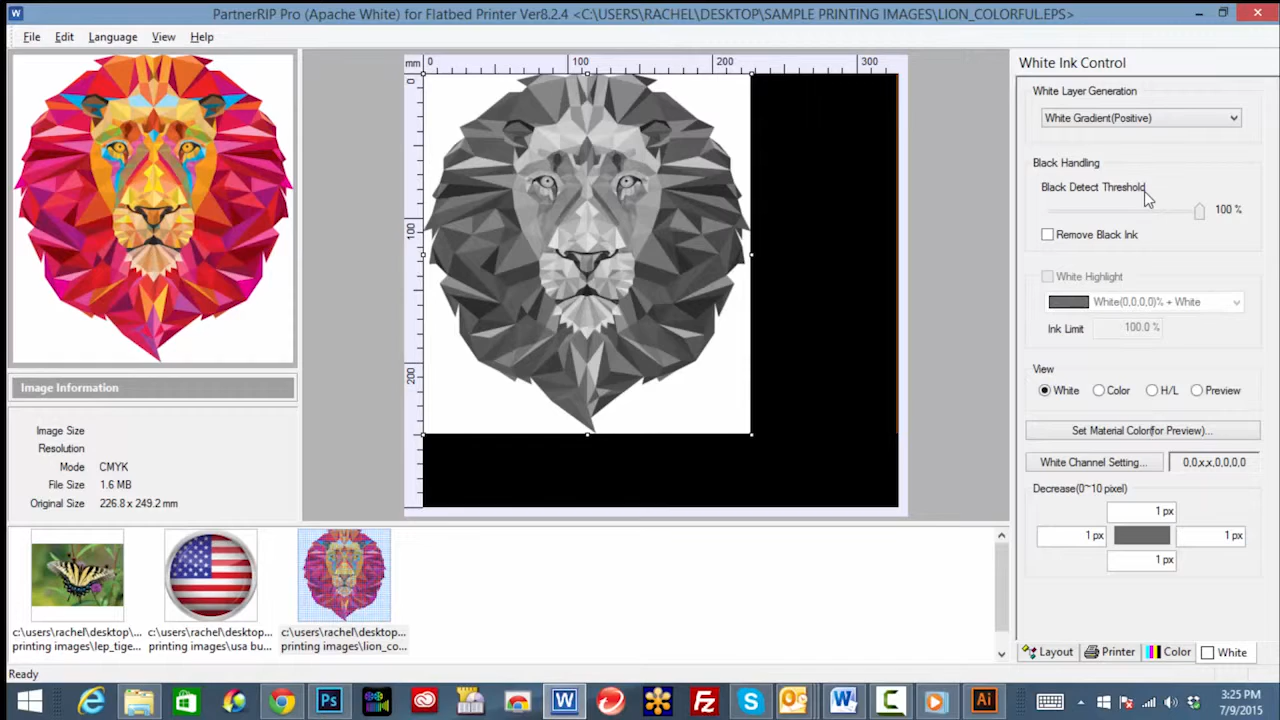 PartnerRIP Pro (Apache White) for Flatbed Printer Ver8.2.4 <C:\USERS\RACHEL\DESKTOP\SAMPLE PRINTING IMAGES\LION_COLORFUL.EPS>
File Edit Language View Help
mm 0 100 200 300
0
100
200
White Ink Control
White Layer Generation
White Gradient(Positive)
Black Handling
Black Detect Threshold
100 %
Remove Black Ink
White Highlight
White(0,0,0,0)% + White
Ink Limit 100.0 %
View
White Color H/L Preview
Set Material Color(for Preview)...
White Channel Setting... 0,0,x,x,0,0,0,0
Decrease(0~10 pixel)
1 px
1 px 1 px
1 px
Image Information
Image Size
Resolution
Mode CMYK
File Size 1.6 MB
Original Size 226.8 x 249.2 mm
c:\users\rachel\desktop\... c:\users\rachel\desktop... c:\users\rachel\desktop...
printing images\lep_tige... printing images\usa bu... printing images\lion_co...
Layout Printer Color White
Ready
3:25 PM
7/9/2015